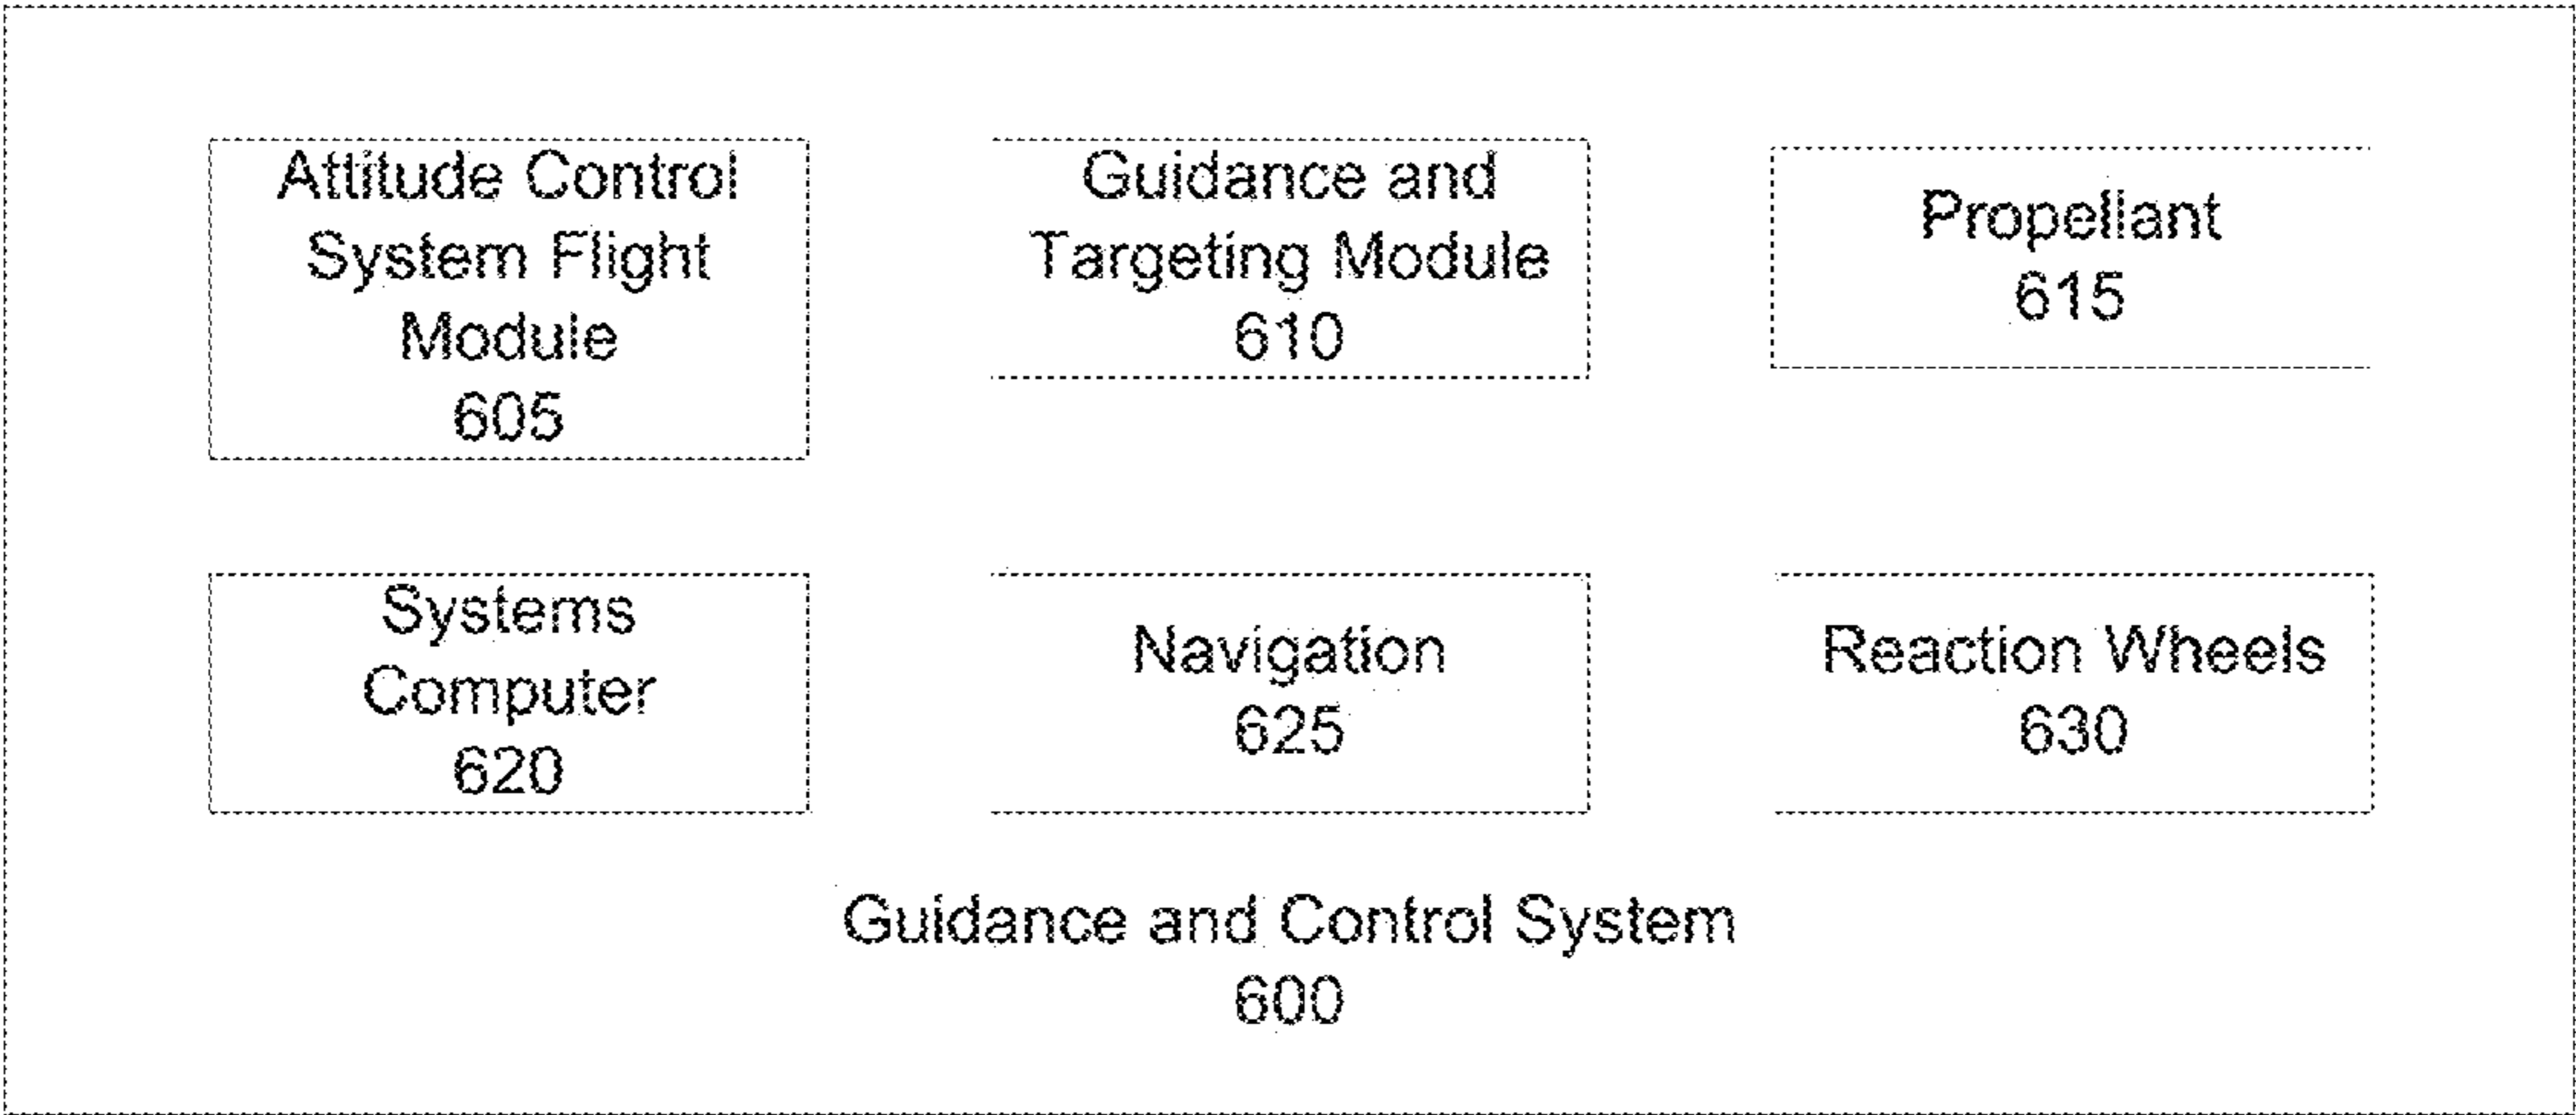 Attitude Control
System Flight
Module
605
Guidance and
Targeting Module
610
Propellant
615
Systems
Computer
620
Navigation
625
Reaction Wheels
630
Guidance and Control System
600